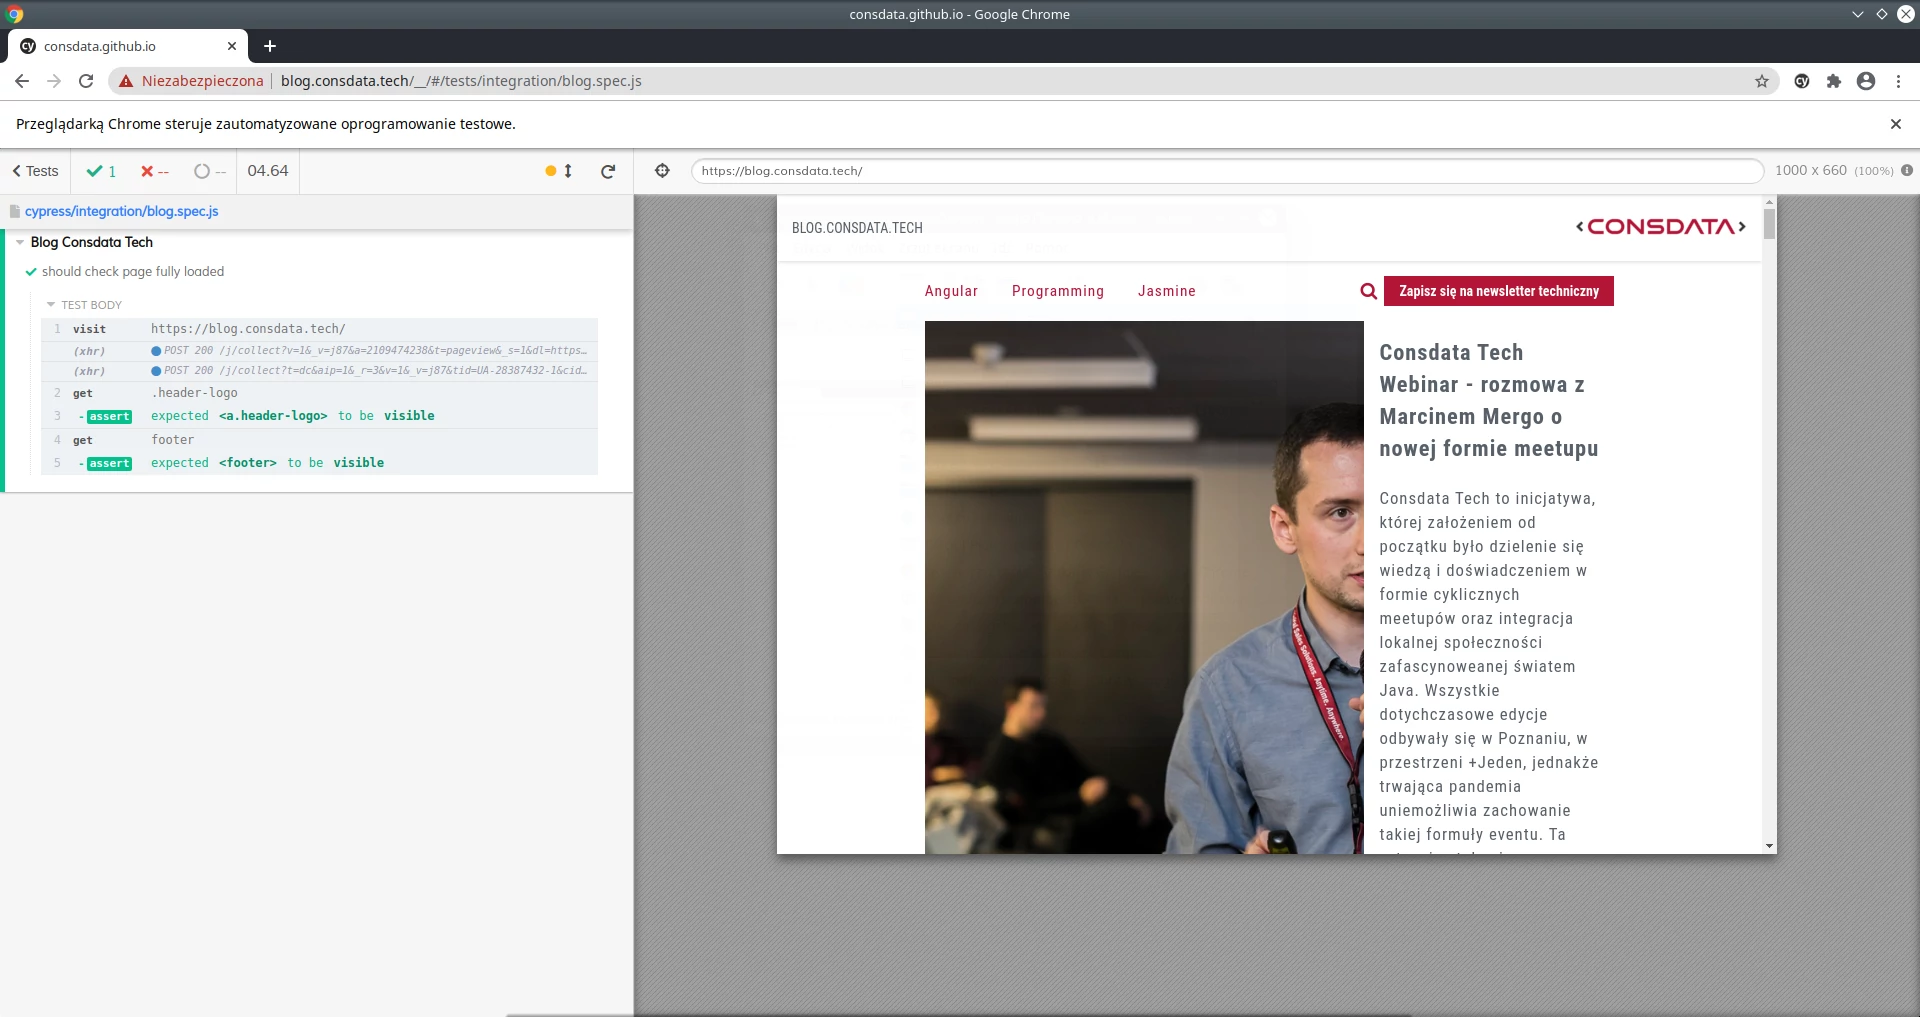 consdata.github.io - Google Chrome
cy consdata.github.io
Niezabezpieczona blog.consdata.tech/__/#/tests/integration/blog.spec.js
Przeglądarką Chrome steruje zautomatyzowane oprogramowanie testowe.
Tests 1 -- -- 04.64
https://blog.consdata.tech/ 1000 x 660 (100%)
cypress/integration/blog.spec.js
Blog Consdata Tech
should check page fully loaded
TEST BODY
1 visit https://blog.consdata.tech/
(xhr) POST 200 /j/collect?v=1&_v=j87&a=2109474238&t=pageview&_s=1&dl=https…
(xhr) POST 200 /j/collect?t=dc&aip=1&_r=3&v=1&_v=j87&tid=UA-28387432-1&cid…
2 get .header-logo
3 -assert expected <a.header-logo> to be visible
4 get footer
5 -assert expected <footer> to be visible
BLOG.CONSDATA.TECH
<CONSDATA>
Angular Programming Jasmine
Zapisz się na newsletter techniczny
Consdata Tech
Webinar - rozmowa z
Marcinem Mergo o
nowej formie meetupu
Consdata Tech to inicjatywa,
której założeniem od
początku było dzielenie się
wiedzą i doświadczeniem w
formie cyklicznych
meetupów oraz integracja
lokalnej społeczności
zafascynoweanej światem
Java. Wszystkie
dotychczasowe edycje
odbywały się w Poznaniu, w
przestrzeni +Jeden, jednakże
trwająca pandemia
uniemożliwia zachowanie
takiej formuły eventu. Ta
Sales Solutions. Anytime. Anywhere.